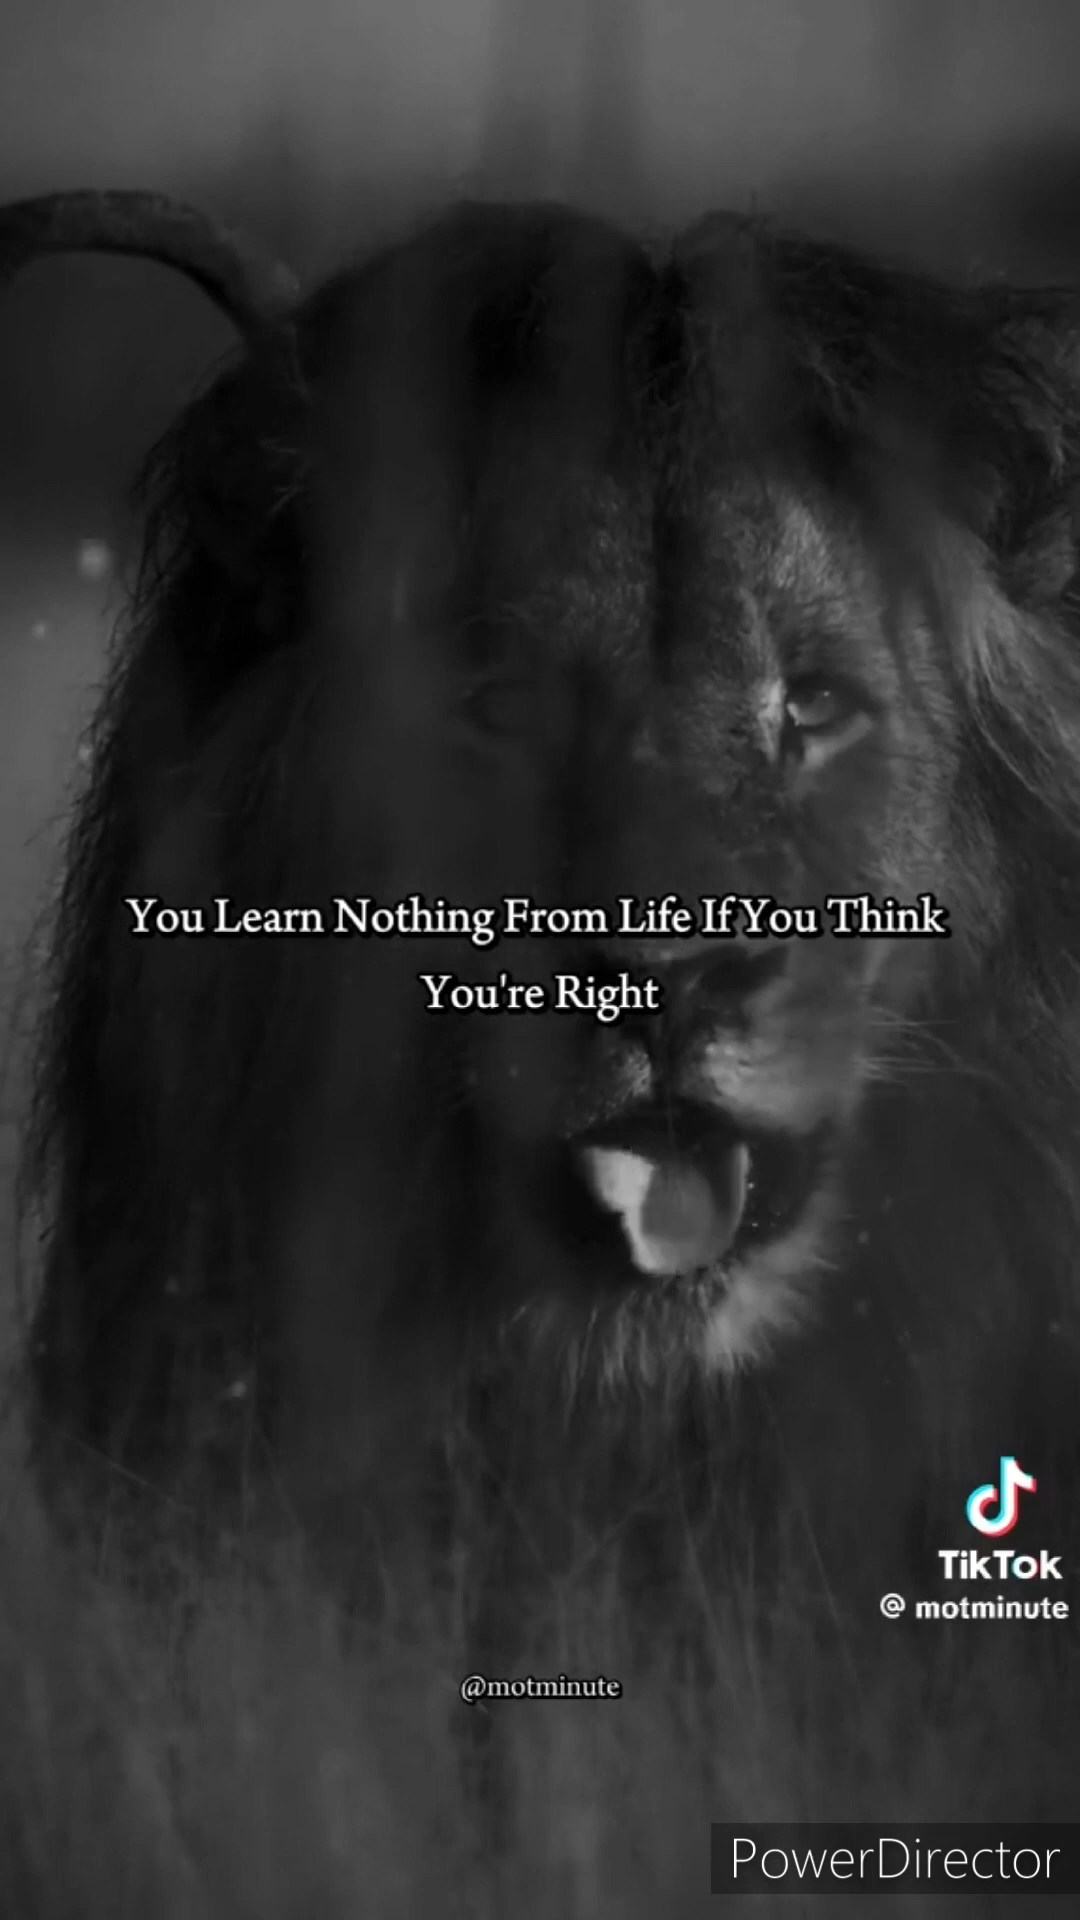 You Learn Nothing From Life If You Think
You're Right
TikTok
@ motminute
@motminute
PowerDirector